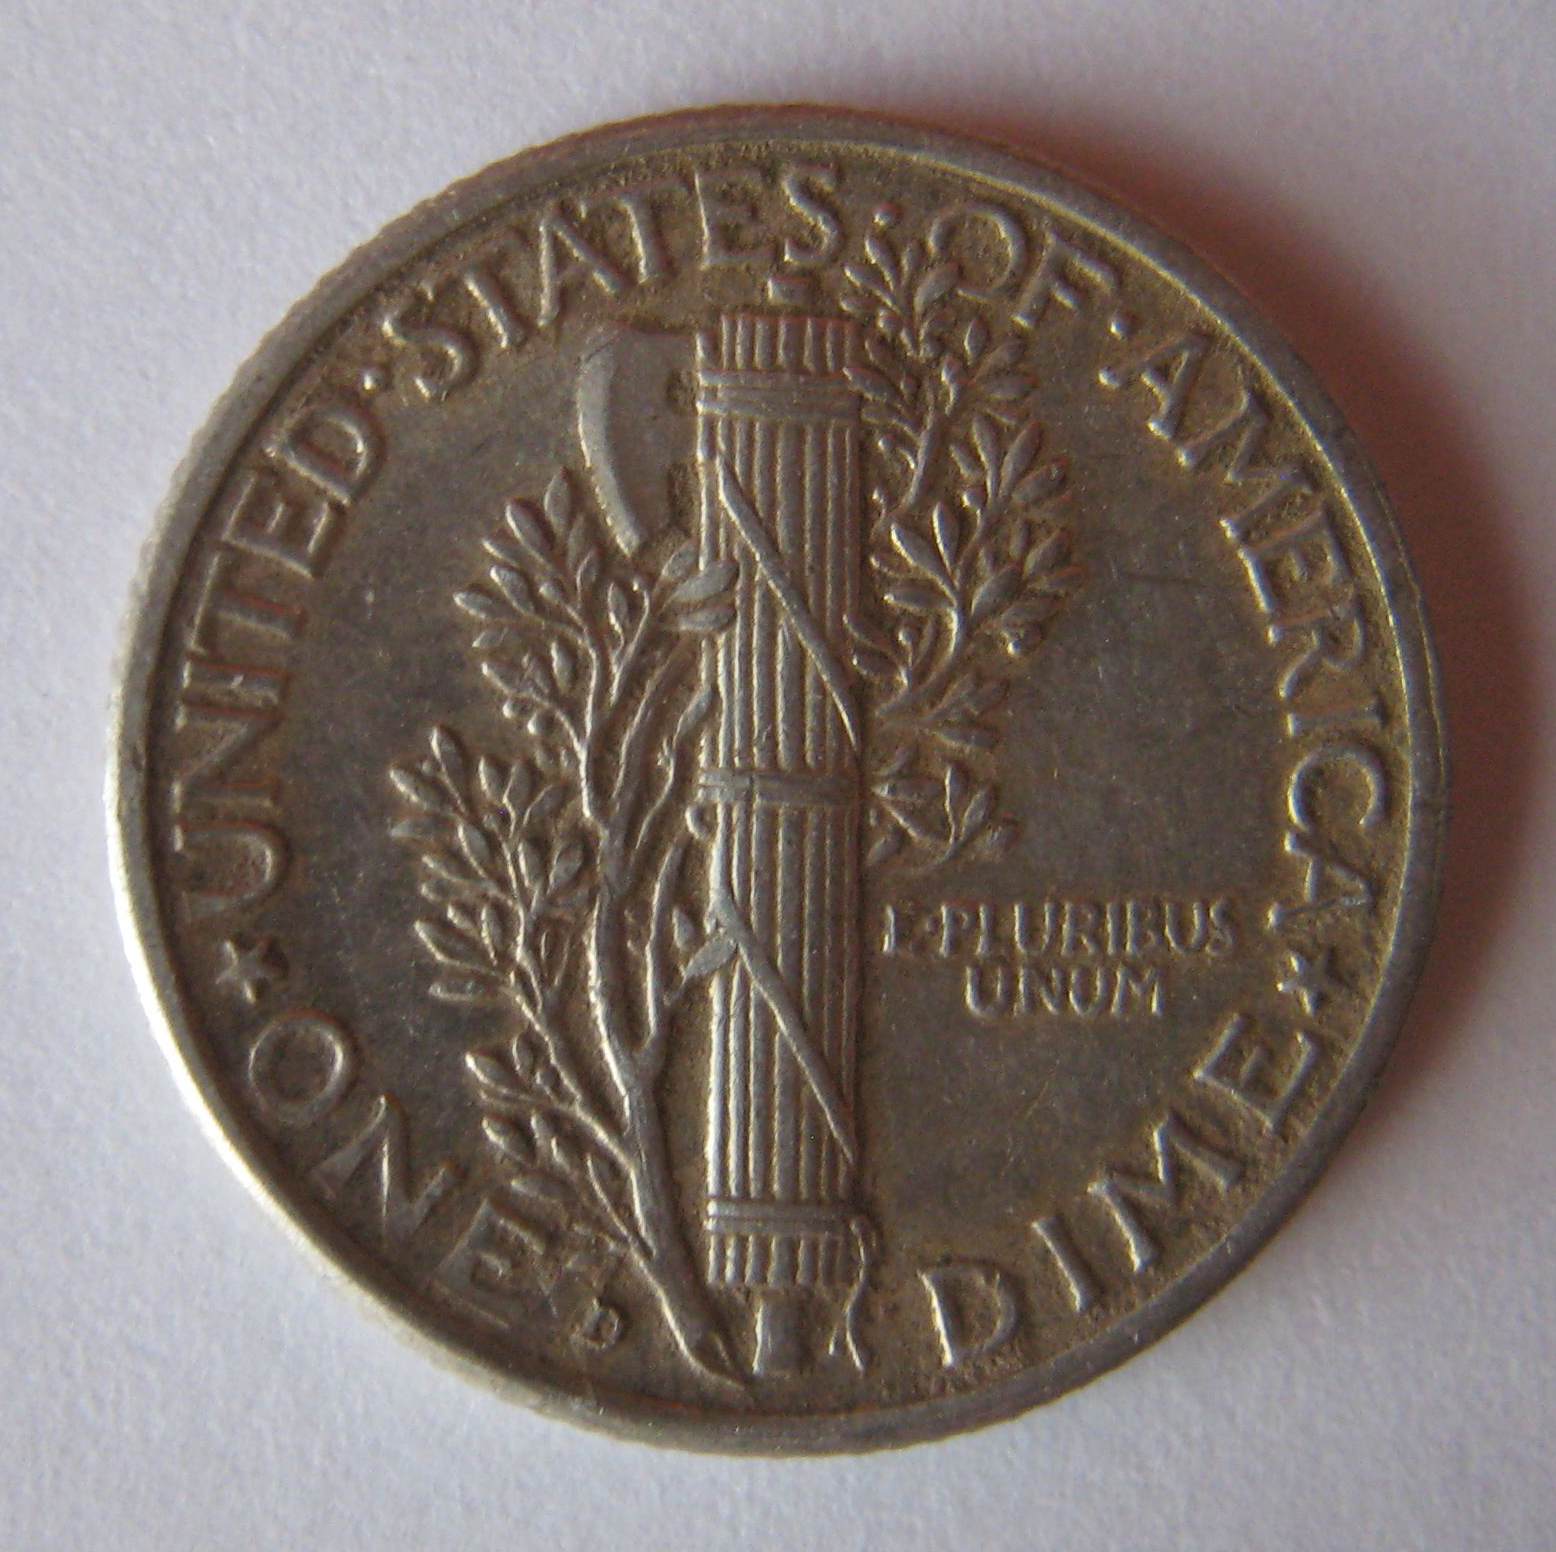 UNITED·STATES·OF·AMERICA
E·PLURIBUS
UNUM
ONE DIME
D